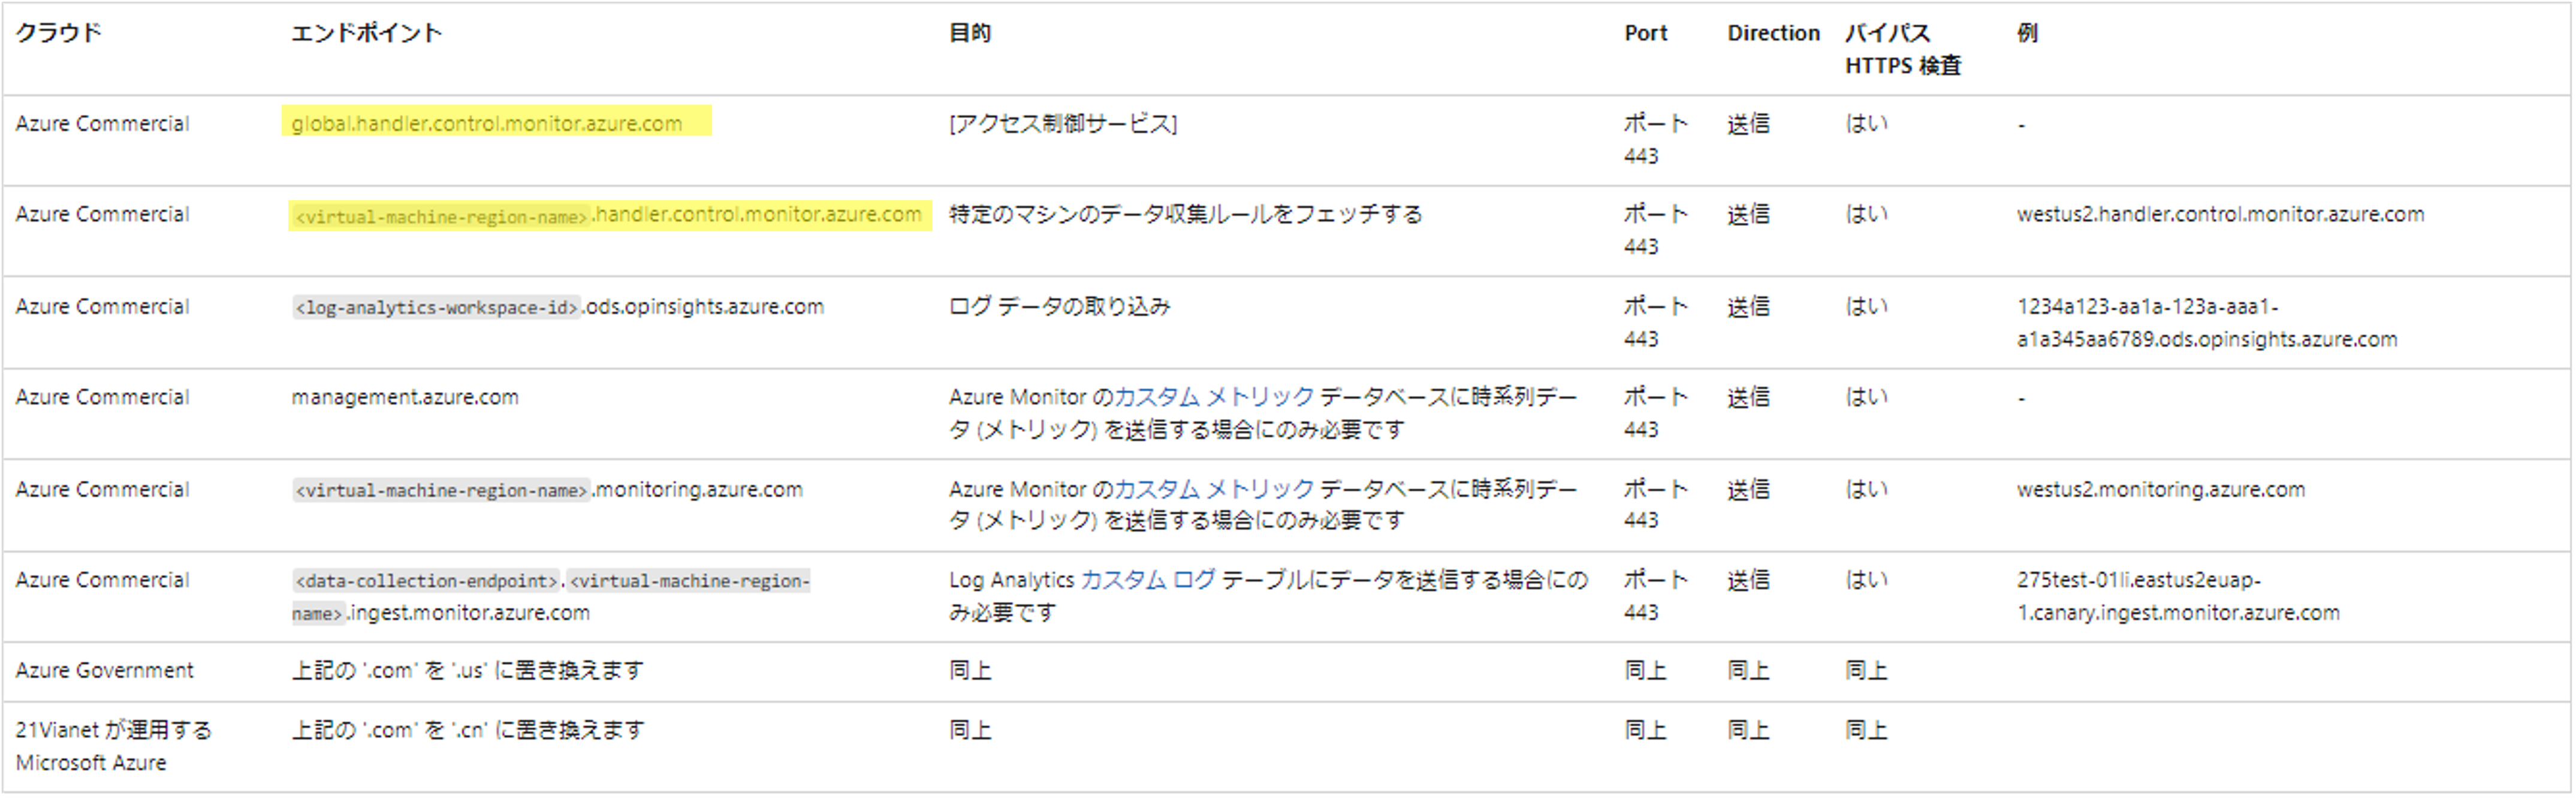 クラウド エンドポイント 目的 Port Direction バイパス
HTTPS 検査 例
Azure Commercial global.handler.control.monitor.azure.com [アクセス制御サービス] ポート 送信 はい -
443
Azure Commercial <virtual-machine-region-name>.handler.control.monitor.azure.com 特定のマシンのデータ収集ルールをフェッチする ポート 送信 はい westus2.handler.control.monitor.azure.com
443
Azure Commercial <log-analytics-workspace-id>.ods.opinsights.azure.com ログ データの取り込み ポート 送信 はい 1234a123-aa1a-123a-aaa1-
443 a1a345aa6789.ods.opinsights.azure.com
Azure Commercial management.azure.com Azure Monitor のカスタム メトリック データベースに時系列デー ポート 送信 はい -
タ (メトリック) を送信する場合にのみ必要です 443
Azure Commercial <virtual-machine-region-name>.monitoring.azure.com Azure Monitor のカスタム メトリック データベースに時系列デー ポート 送信 はい westus2.monitoring.azure.com
タ (メトリック) を送信する場合にのみ必要です 443
Azure Commercial <data-collection-endpoint>.<virtual-machine-region- Log Analytics カスタム ログ テーブルにデータを送信する場合にの ポート 送信 はい 275test-01li.eastus2euap-
name>.ingest.monitor.azure.com み必要です 443 1.canary.ingest.monitor.azure.com
Azure Government 上記の '.com' を '.us' に置き換えます 同上 同上 同上 同上
21Vianet が運用する 上記の '.com' を '.cn' に置き換えます 同上 同上 同上 同上
Microsoft Azure